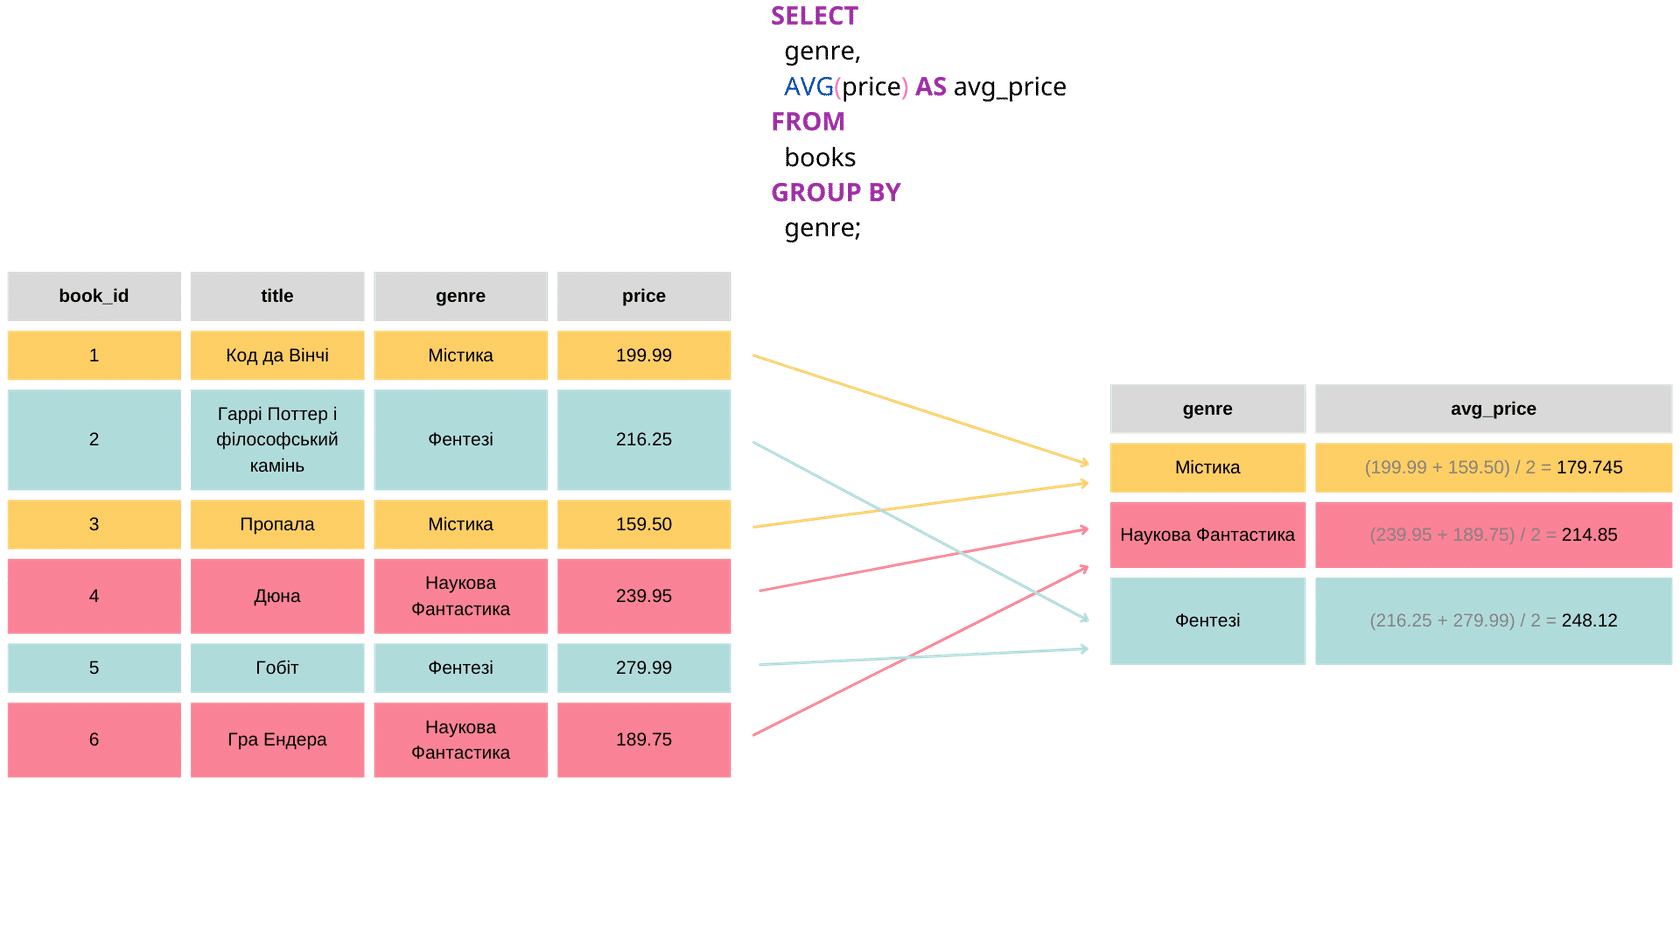 SELECT
genre,
AVG(price) AS avg_price
FROM
books
GROUP BY
genre;
book_id title genre price
1 Код да Вінчі Містика 199.99
2 Гаррі Поттер і філософський камінь Фентезі 216.25
3 Пропала Містика 159.50
4 Дюна Наукова Фантастика 239.95
5 Гобіт Фентезі 279.99
6 Гра Ендера Наукова Фантастика 189.75
genre avg_price
Містика (199.99 + 159.50) / 2 = 179.745
Наукова Фантастика (239.95 + 189.75) / 2 = 214.85
Фентезі (216.25 + 279.99) / 2 = 248.12